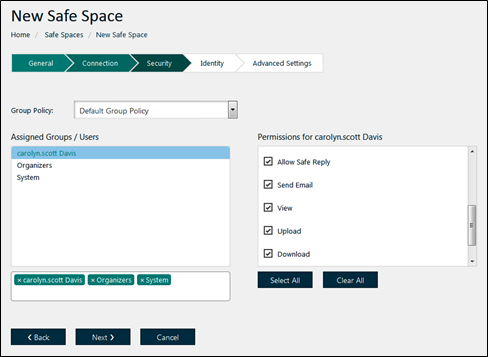 New Safe Space
Home / Safe Spaces / New Safe Space
General Connection Security Identity Advanced Settings
Group Policy: Default Group Policy
Assigned Groups / Users
carolyn.scott Davis
Organizers
System
× carolyn.scott Davis × Organizers × System
Permissions for carolyn.scott Davis
Allow Safe Reply
Send Email
View
Upload
Download
Select All Clear All
❮ Back Next ❯ Cancel